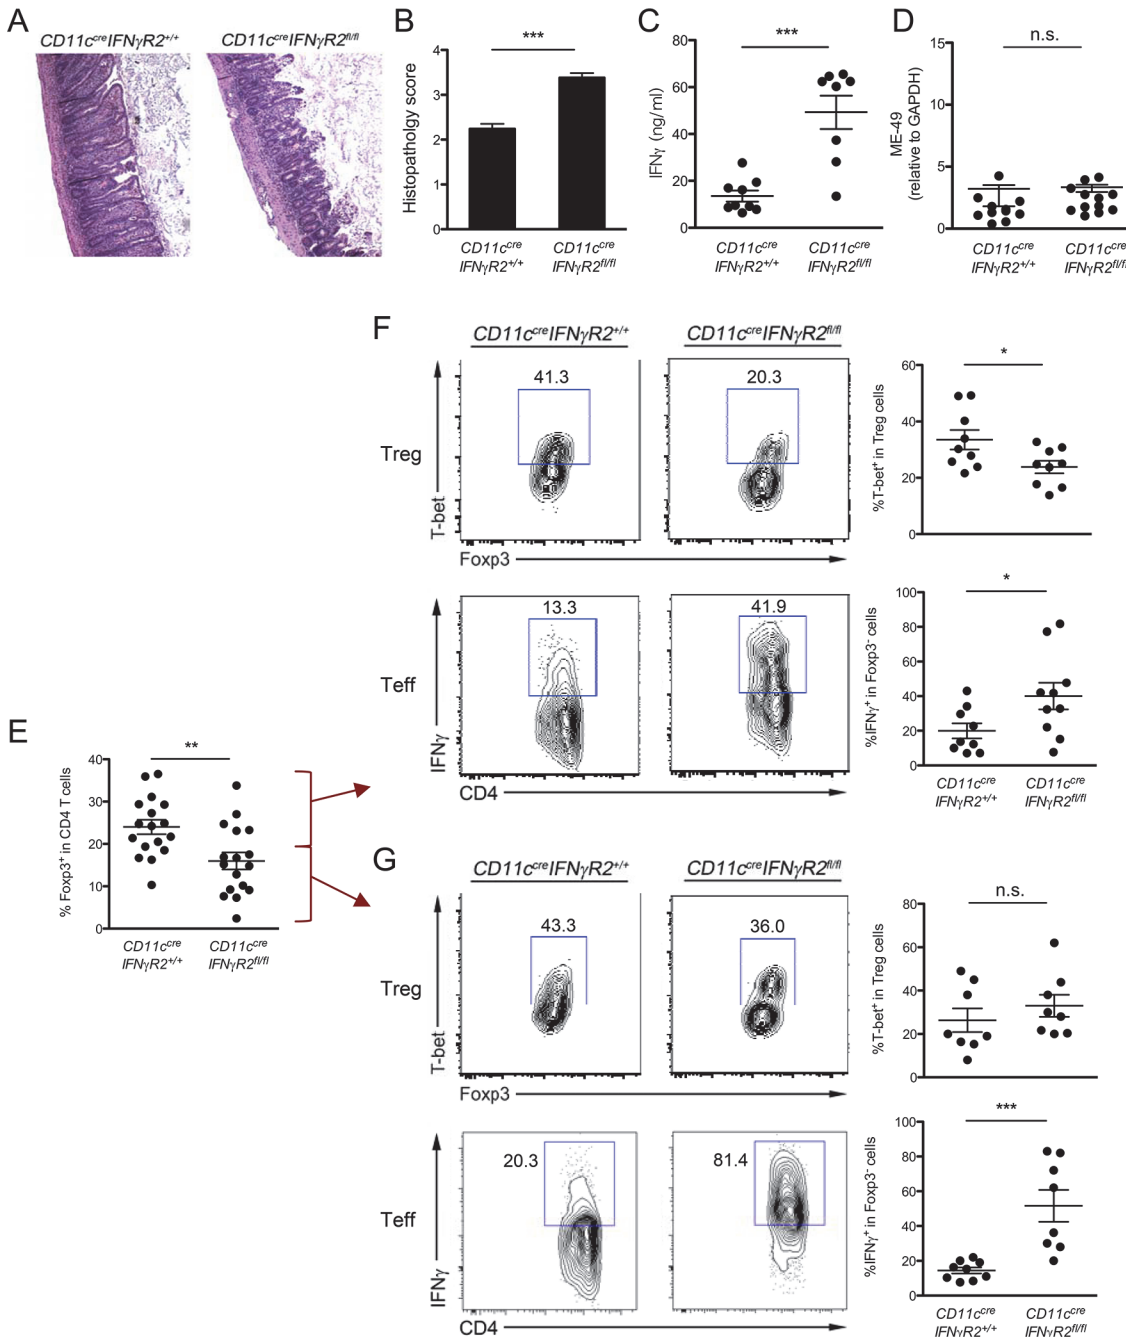 A
CD11c^cre IFNγR2^+/+
CD11c^cre IFNγR2^fl/fl
B
***
Histopatholgy score
4
3
2
1
0
CD11c^cre
IFNγR2^+/+
CD11c^cre
IFNγR2^fl/fl
C
***
IFNγ (ng/ml)
80
60
40
20
0
CD11c^cre
IFNγR2^+/+
CD11c^cre
IFNγR2^fl/fl
D
n.s.
ME-49
(relative to GAPDH)
15
10
5
0
CD11c^cre
IFNγR2^+/+
CD11c^cre
IFNγR2^fl/fl
E
**
% Foxp3^+ in CD4 T cells
40
30
20
10
0
CD11c^cre
IFNγR2^+/+
CD11c^cre
IFNγR2^fl/fl
F
CD11c^cre IFNγR2^+/+
CD11c^cre IFNγR2^fl/fl
Treg
41.3
20.3
T-bet
Foxp3
*
%T-bet^+ in Treg cells
60
40
20
0
Teff
13.3
41.9
IFNγ
CD4
*
%IFNγ^+ in Foxp3^- cells
100
80
60
40
20
0
CD11c^cre
IFNγR2^+/+
CD11c^cre
IFNγR2^fl/fl
G
CD11c^cre IFNγR2^+/+
CD11c^cre IFNγR2^fl/fl
Treg
43.3
36.0
T-bet
Foxp3
n.s.
%T-bet^+ in Treg cells
80
60
40
20
0
Teff
20.3
81.4
IFNγ
CD4
***
%IFNγ^+ in Foxp3^- cells
100
80
60
40
20
0
CD11c^cre
IFNγR2^+/+
CD11c^cre
IFNγR2^fl/fl